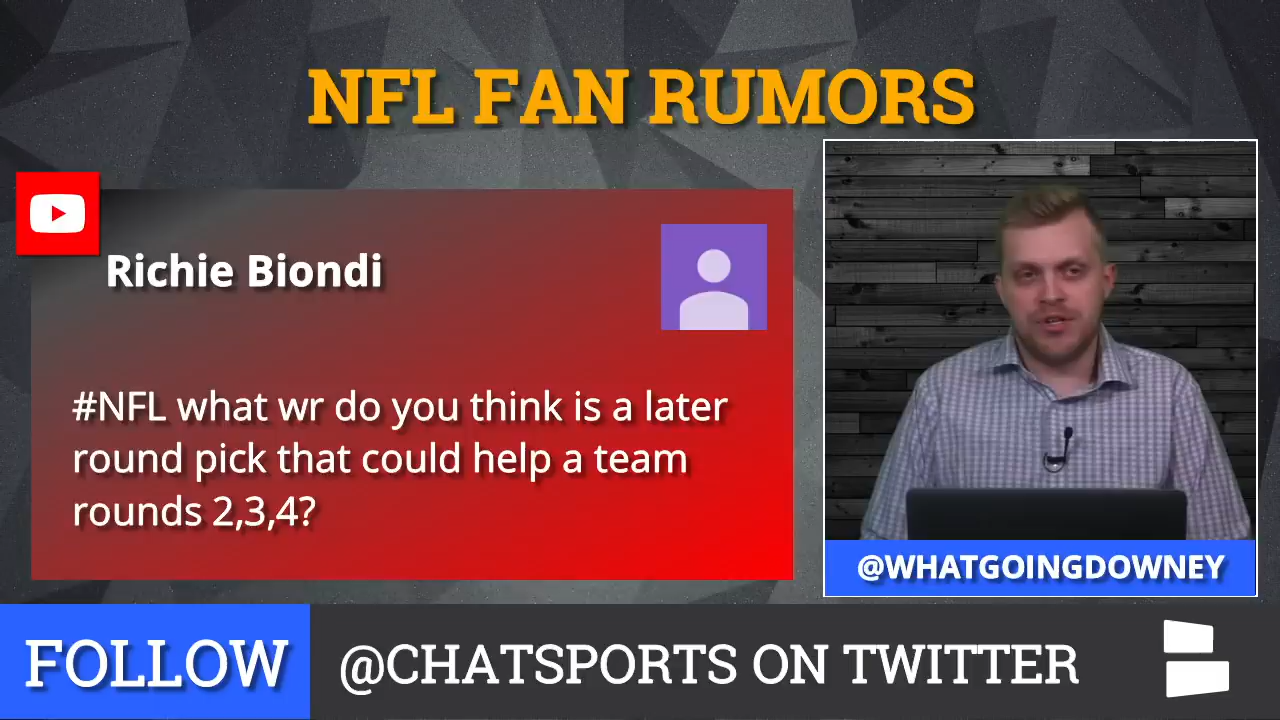 NFL FAN RUMORS
Richie Biondi
#NFL what wr do you think is a later
round pick that could help a team
rounds 2,3,4?
@WHATGOINGDOWNEY
FOLLOW
@CHATSPORTS ON TWITTER